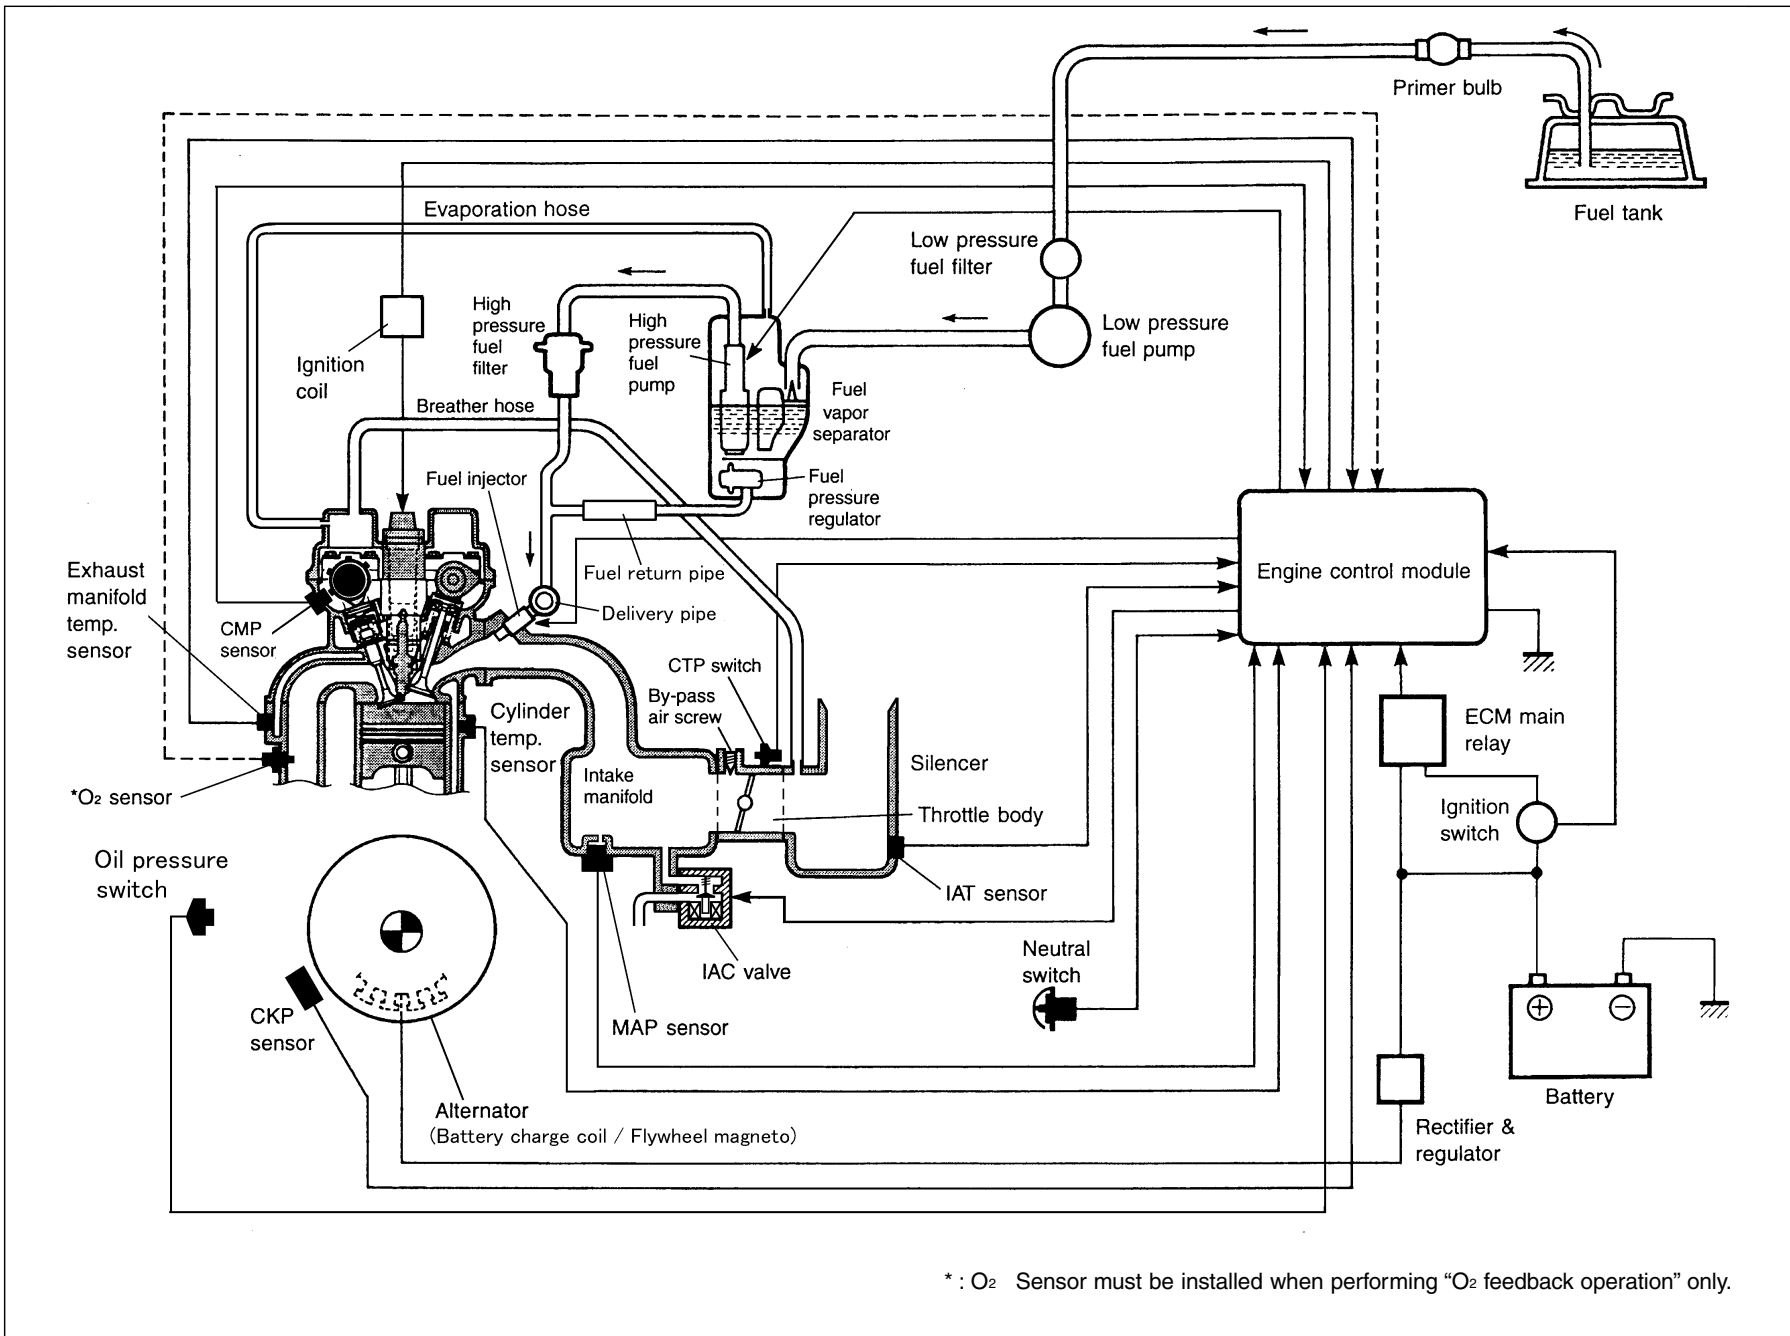 Primer bulb
Fuel tank
Evaporation hose
Low pressure
fuel filter
High
pressure
fuel
filter
High
pressure
fuel
pump
Low pressure
fuel pump
Ignition
coil
Breather hose
Fuel
vapor
separator
Fuel injector
Fuel
pressure
regulator
Exhaust
manifold
temp.
sensor
Fuel return pipe
Engine control module
Delivery pipe
CMP
sensor
CTP switch
By-pass
air screw
Cylinder
temp.
sensor
ECM main
relay
Intake
manifold
Silencer
*O₂ sensor
Throttle body
Ignition
switch
Oil pressure
switch
IAT sensor
Neutral
switch
IAC valve
CKP
sensor
MAP sensor
+ −
Battery
Alternator
(Battery charge coil / Flywheel magneto)
Rectifier &
regulator
* : O₂ Sensor must be installed when performing “O₂ feedback operation” only.